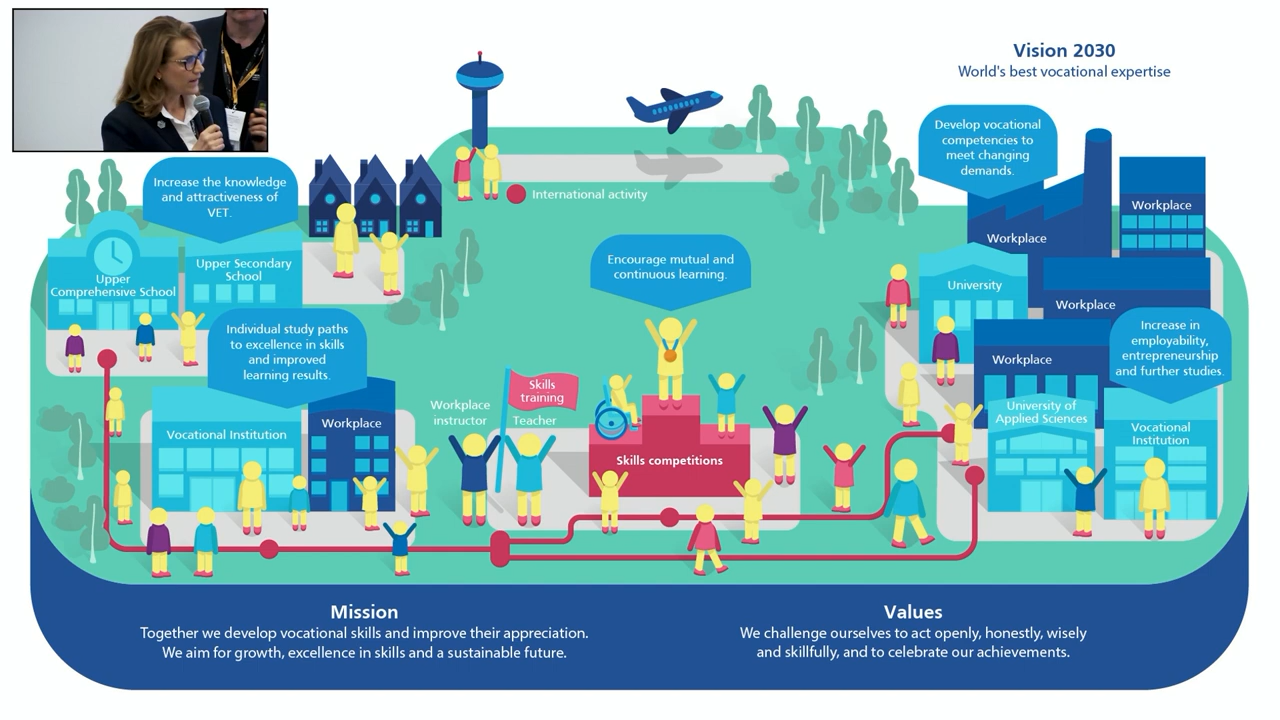 Vision 2030
World's best vocational expertise
Increase the knowledge
and attractiveness of
VET.
International activity
Develop vocational
competencies to
meet changing
demands.
Workplace
Workplace
Upper
Comprehensive School
Upper Secondary
School
Encourage mutual and
continuous learning.
University
Workplace
Individual study paths
to excellence in skills
and improved
learning results.
Increase in
employability,
entrepreneurship
and further studies.
Workplace
Vocational Institution
Workplace
Workplace
instructor
Skills
training
Teacher
Skills competitions
University of
Applied Sciences
Vocational
Institution
Mission
Together we develop vocational skills and improve their appreciation.
We aim for growth, excellence in skills and a sustainable future.
Values
We challenge ourselves to act openly, honestly, wisely
and skillfully, and to celebrate our achievements.